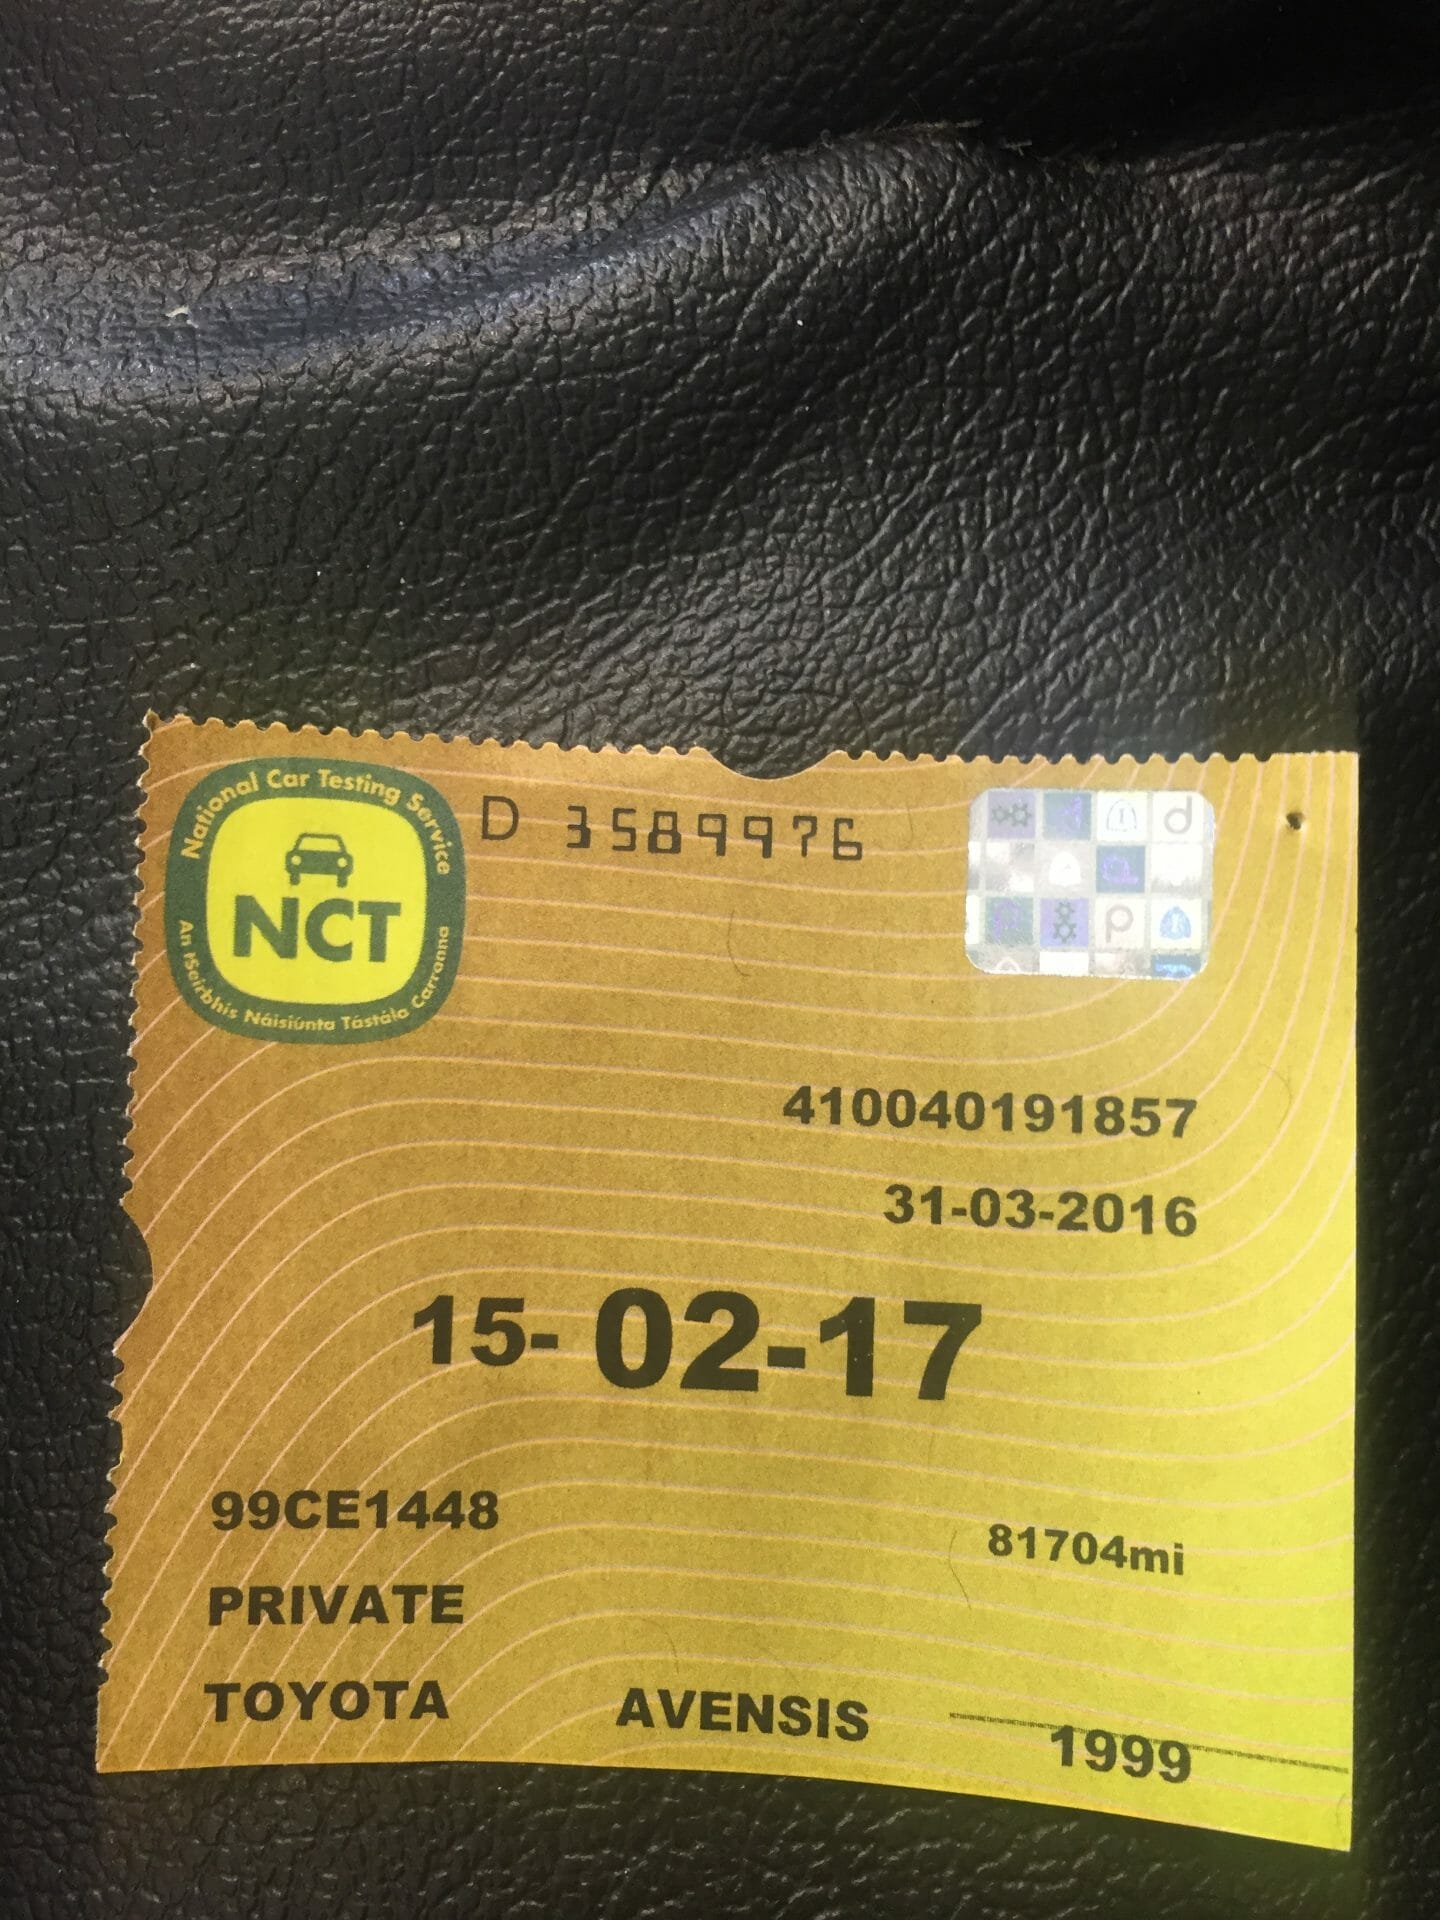 National Car Testing Service
NCT
An tSeirbhís Náisiúnta Tástála Carranna
D 3589976
d
p
410040191857
31-03-2016
15-02-17
99CE1448
81704mi
PRIVATE
TOYOTA AVENSIS 1999